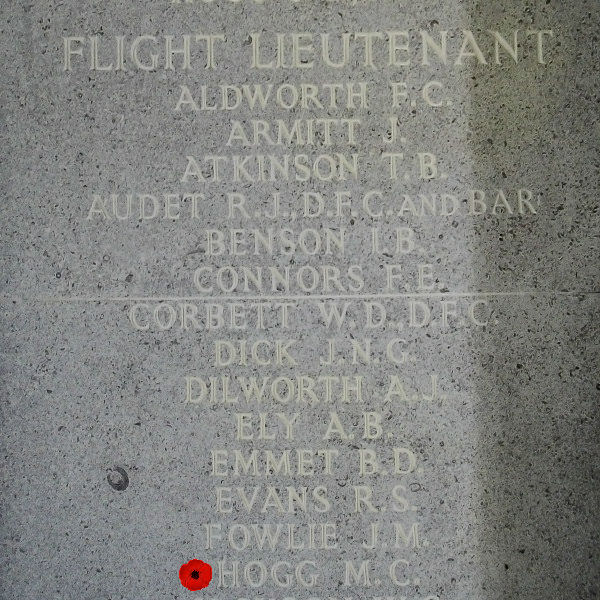 FLIGHT LIEUTENANT
ALDWORTH F.C.
ARMITT J.
ATKINSON T.B.
AUDET R.J.,D.F.C.AND BAR
BENSON I.B.
CONNORS F.E.
CORBETT W.D.,D.F.C.
DICK J.N.G.
DILWORTH A.J.
ELY A.B.
EMMET B.D.
EVANS R.S.
FOWLIE J.M.
HOGG M.C.